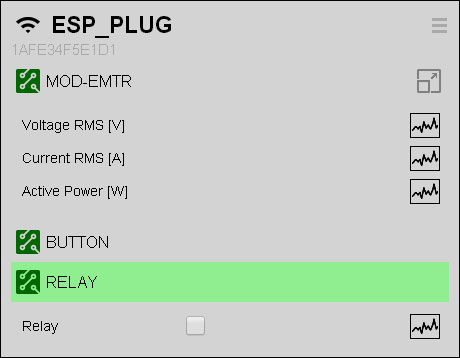 ESP_PLUG
1AFE34F5E1D1
MOD-EMTR
Voltage RMS [V]
Current RMS [A]
Active Power [W]
BUTTON
RELAY
Relay